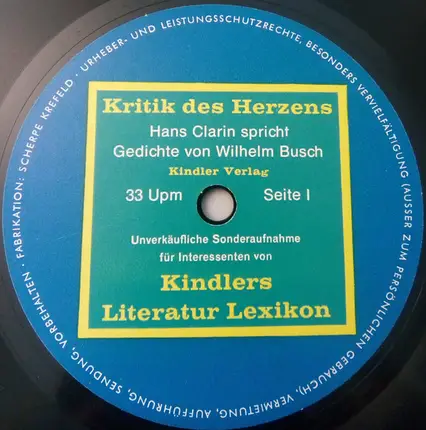 Kritik des Herzens
Hans Clarin spricht
Gedichte von Wilhelm Busch
Kindler Verlag
33 Upm Seite I
Unverkäufliche Sonderaufnahme
für Interessenten von
Kindlers
Literatur Lexikon
· FABRIKATION: SCHERPE KREFELD · URHEBER- UND LEISTUNGSSCHUTZRECHTE, BESONDERS VERVIELFÄLTIGUNG (AUSSER ZUM PERSÖNLICHEN GEBRAUCH), VERMIETUNG, AUFFÜHRUNG, SENDUNG, VORBEHALTEN